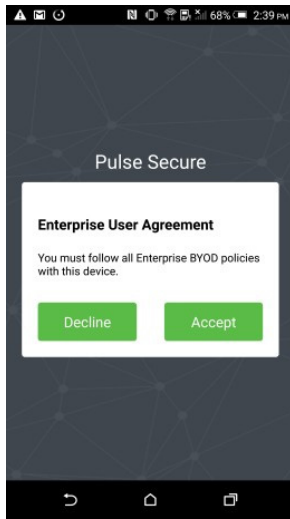 68% 2:39 PM
Pulse Secure
Enterprise User Agreement
You must follow all Enterprise BYOD policies
with this device.
Decline Accept